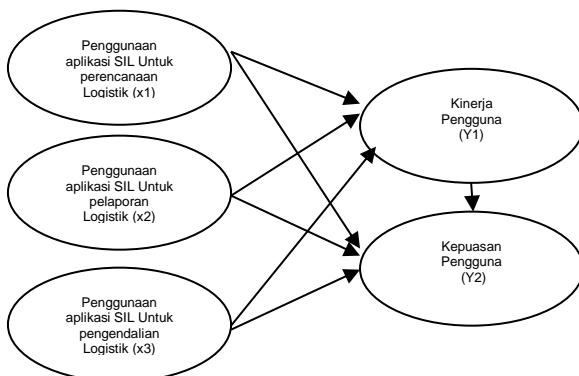 Penggunaan
aplikasi SIL Untuk
perencanaan
Logistik (x1)
Kinerja
Pengguna
(Y1)
Penggunaan
aplikasi SIL Untuk
pelaporan
Logistik (x2)
Kepuasan
Pengguna
(Y2)
Penggunaan
aplikasi SIL Untuk
pengendalian
Logistik (x3)